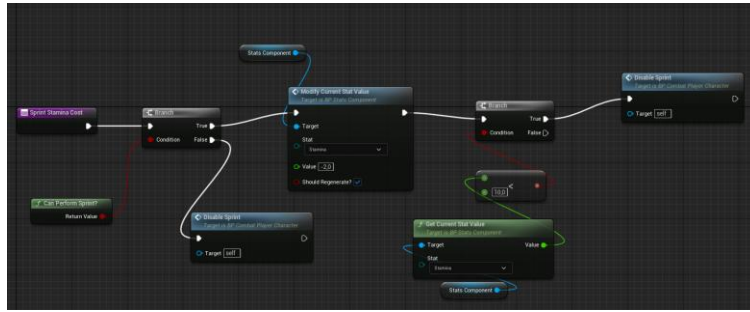 Stats Component
Sprint Stamina Cost
Branch
Condition
True
False
Can Perform Sprint?
Return Value
Modify Current Stat Value
Target is BP Stats Component
Target
Stat
Stamina
Value -2,0
Should Regenerate?
Disable Sprint
Target is BP Combat Player Character
Target self
Branch
Condition
True
False
<
10,0
Get Current Stat Value
Target is BP Stats Component
Target
Value
Stat
Stamina
Stats Component
Disable Sprint
Target is BP Combat Player Character
Target self